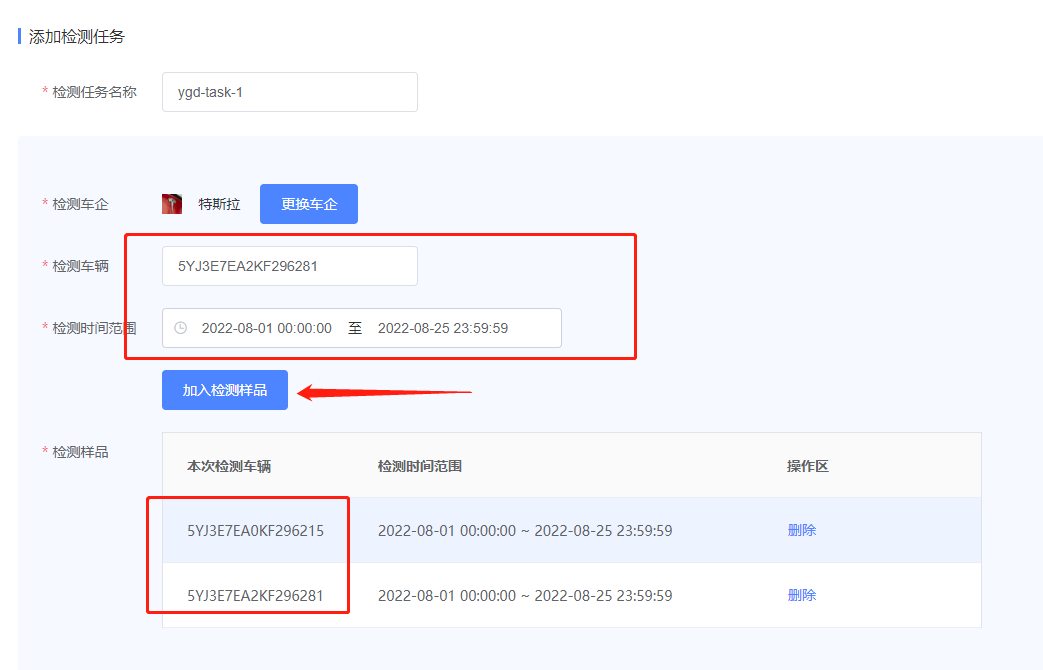 添加检测任务
* 检测任务名称 ygd-task-1
* 检测车企 特斯拉 更换车企
* 检测车辆 5YJ3E7EA2KF296281
* 检测时间范围 2022-08-01 00:00:00 至 2022-08-25 23:59:59
加入检测样品
* 检测样品
本次检测车辆 检测时间范围 操作区
5YJ3E7EA0KF296215 2022-08-01 00:00:00 ~ 2022-08-25 23:59:59 删除
5YJ3E7EA2KF296281 2022-08-01 00:00:00 ~ 2022-08-25 23:59:59 删除